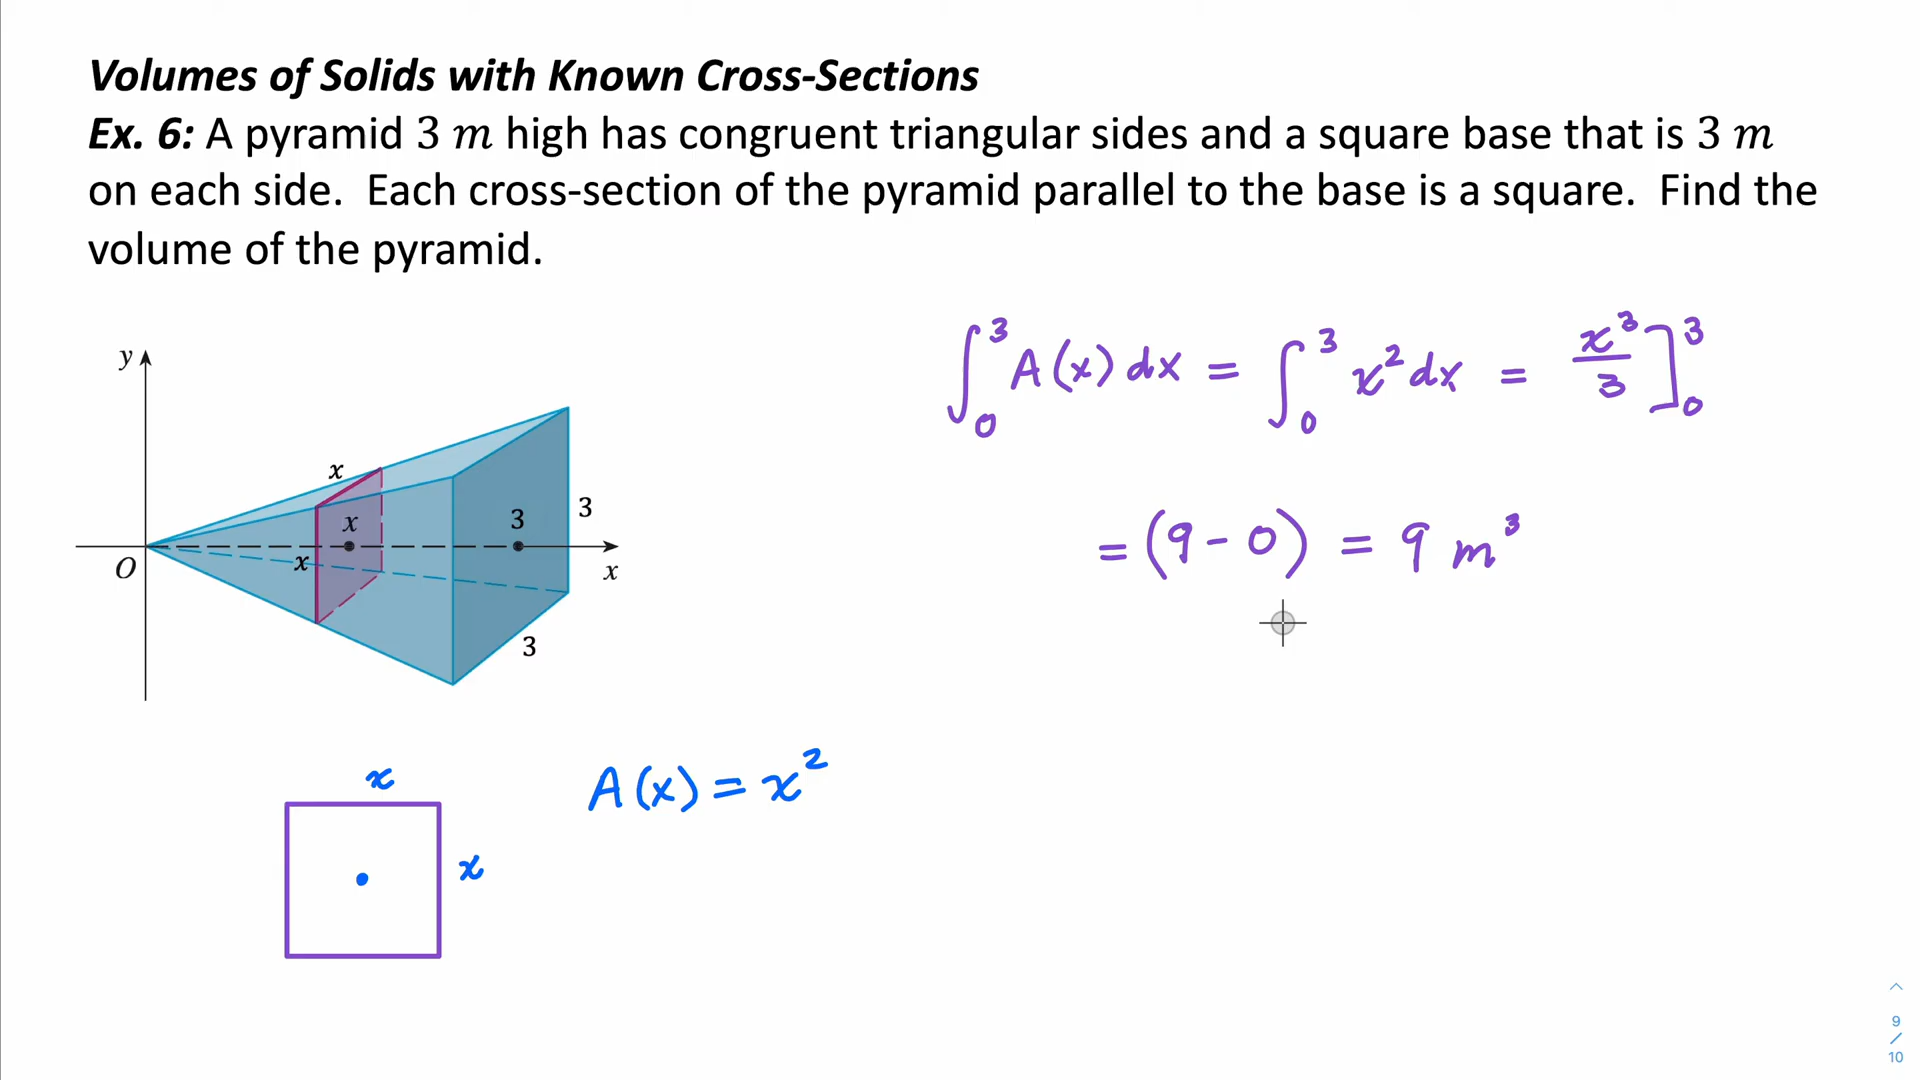 Volumes of Solids with Known Cross-Sections
Ex. 6: A pyramid 3 m high has congruent triangular sides and a square base that is 3 m
on each side. Each cross-section of the pyramid parallel to the base is a square. Find the
volume of the pyramid.
∫₀³ A(x) dx = ∫₀³ x² dx = x³/3 ]₀³
= (9 - 0) = 9 m³
y
x
x
3
3
x
O
x
3
x
A(x) = x²
x
9
/
10